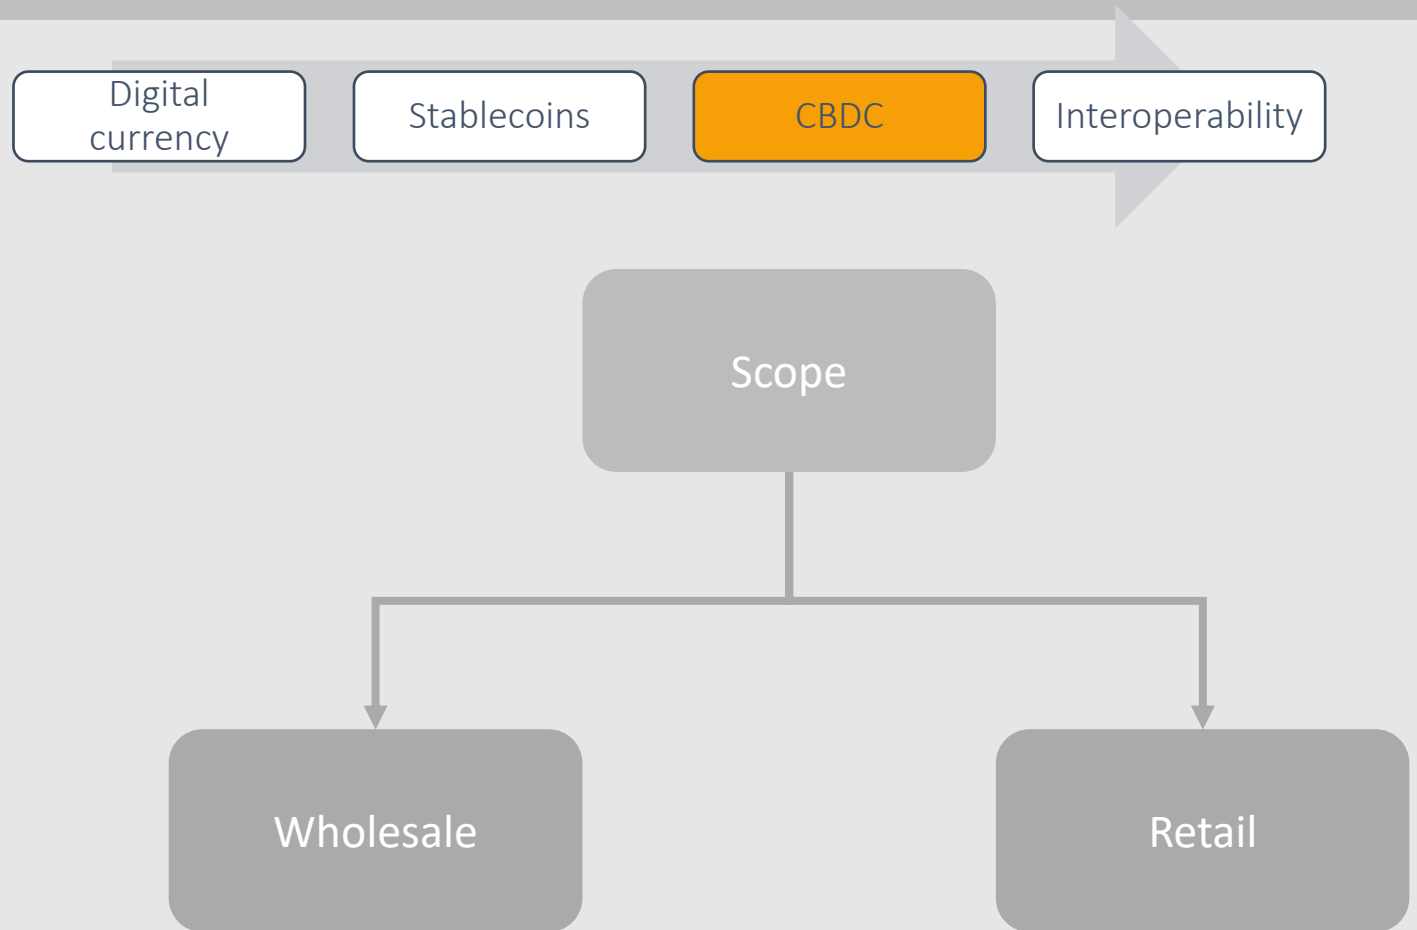 Digital
currency
Stablecoins
CBDC
Interoperability
Scope
Wholesale
Retail